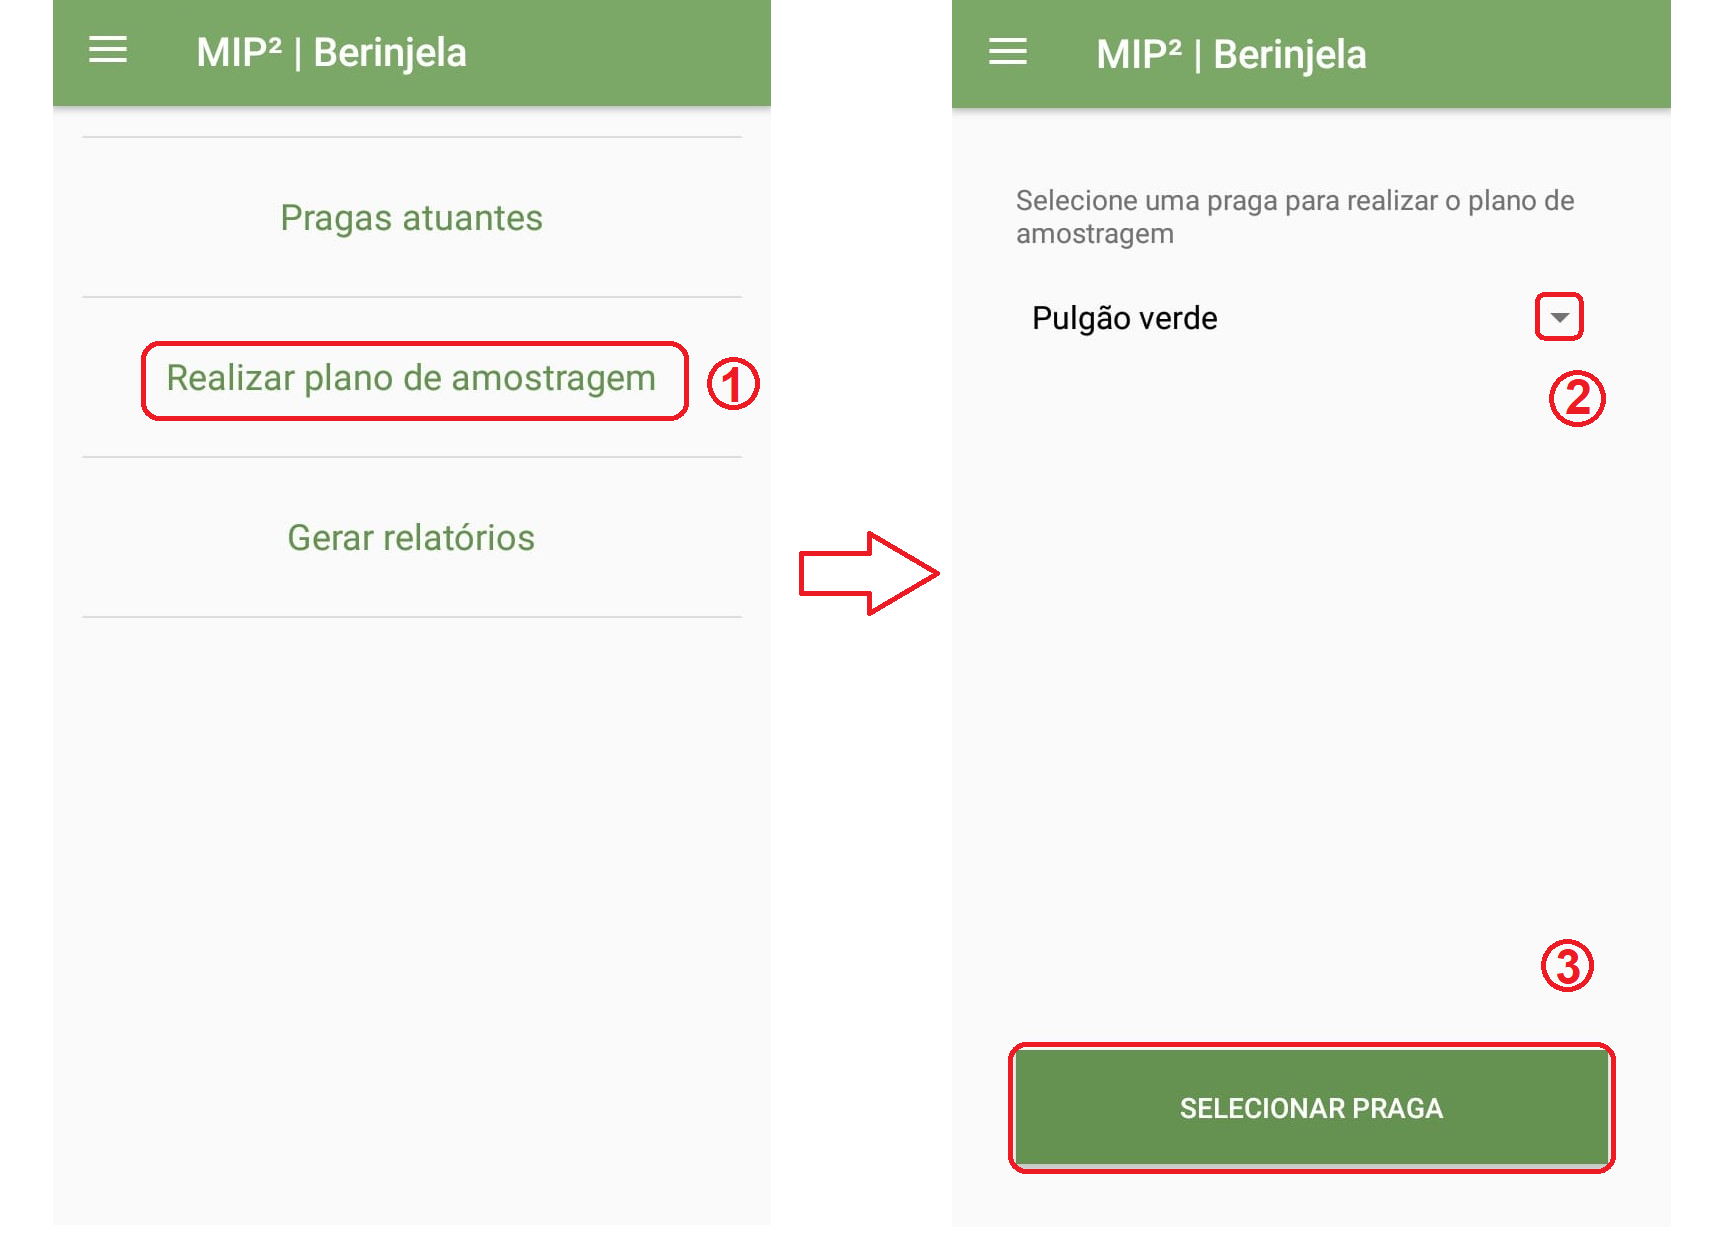 MIP² | Berinjela
Pragas atuantes
Realizar plano de amostragem
1
Gerar relatórios
MIP² | Berinjela
Selecione uma praga para realizar o plano de
amostragem
Pulgão verde
2
3
SELECIONAR PRAGA